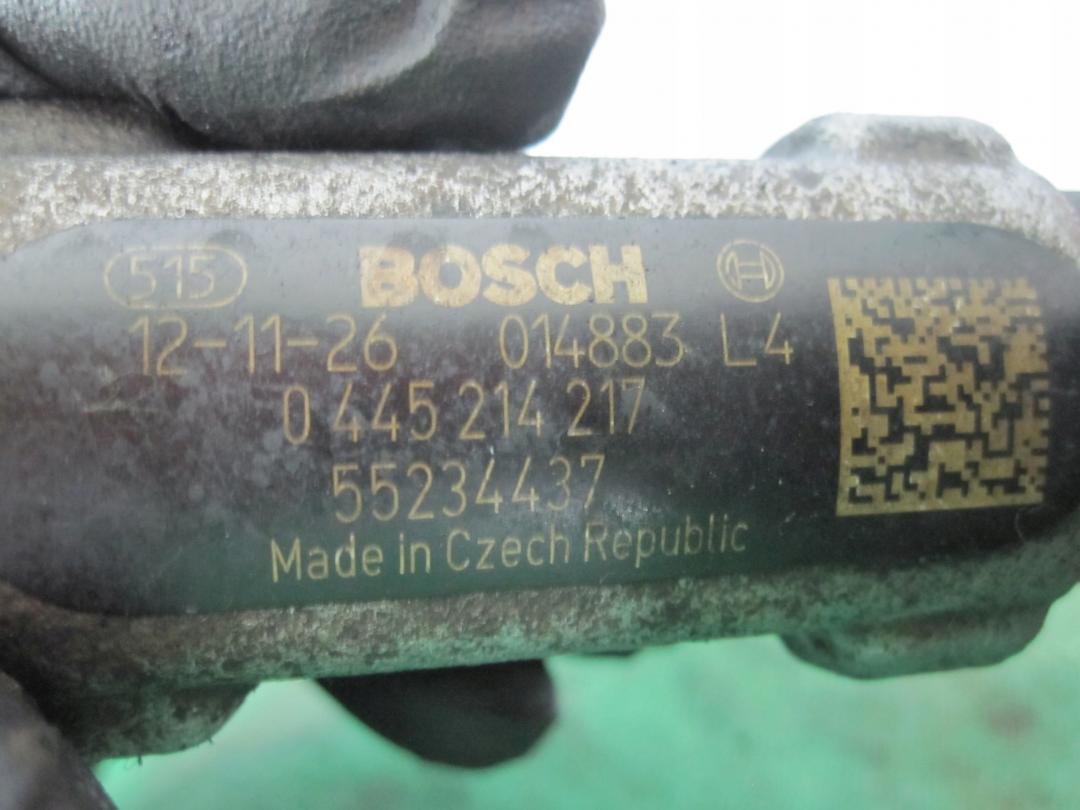 515 BOSCH
12-11-26 014883 L4
0 445 214 217
55234437
Made in Czech Republic